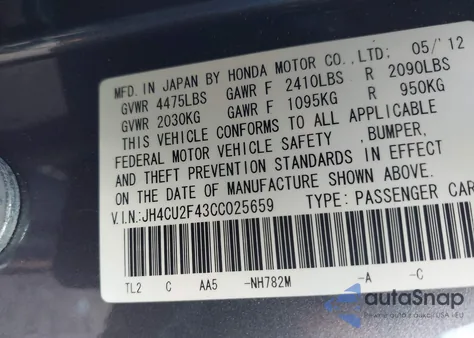 MFD. IN JAPAN BY HONDA MOTOR CO., LTD: 05/'12
GVWR 4475LBS GAWR F 2410LBS R 2090LBS
GVWR 2030KG GAWR F 1095KG R 950KG
THIS VEHICLE CONFORMS TO ALL APPLICABLE
FEDERAL MOTOR VEHICLE SAFETY ,BUMPER,
AND THEFT PREVENTION STANDARDS IN EFFECT
ON THE DATE OF MANUFACTURE SHOWN ABOVE.
V.I.N:JH4CU2F43CC025659 TYPE: PASSENGER CAR
TL2 C AA5 -NH782M -A -C
autoSnap